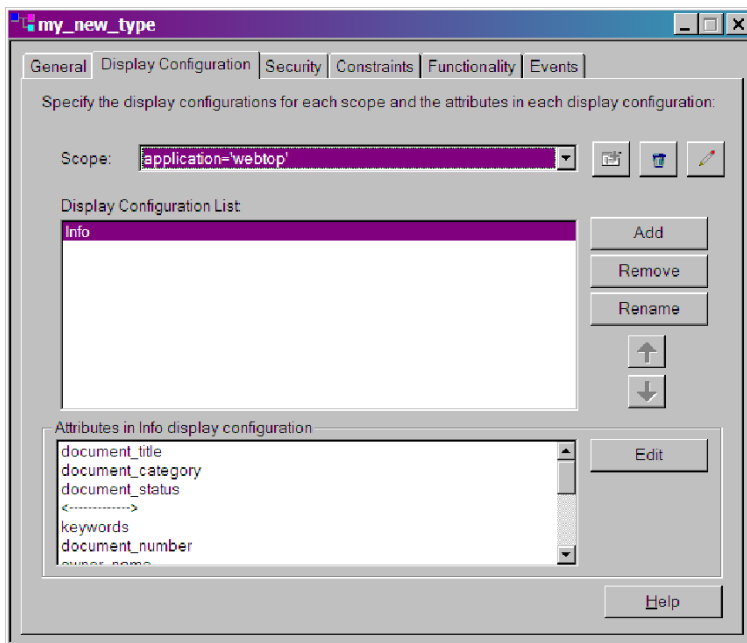 my_new_type
General Display Configuration Security Constraints Functionality Events
Specify the display configurations for each scope and the attributes in each display configuration:
Scope: application='webtop'
Display Configuration List:
Info
Add
Remove
Rename
Attributes in Info display configuration
document_title
document_category
document_status
<------------->
keywords
document_number
owner_name
Edit
Help